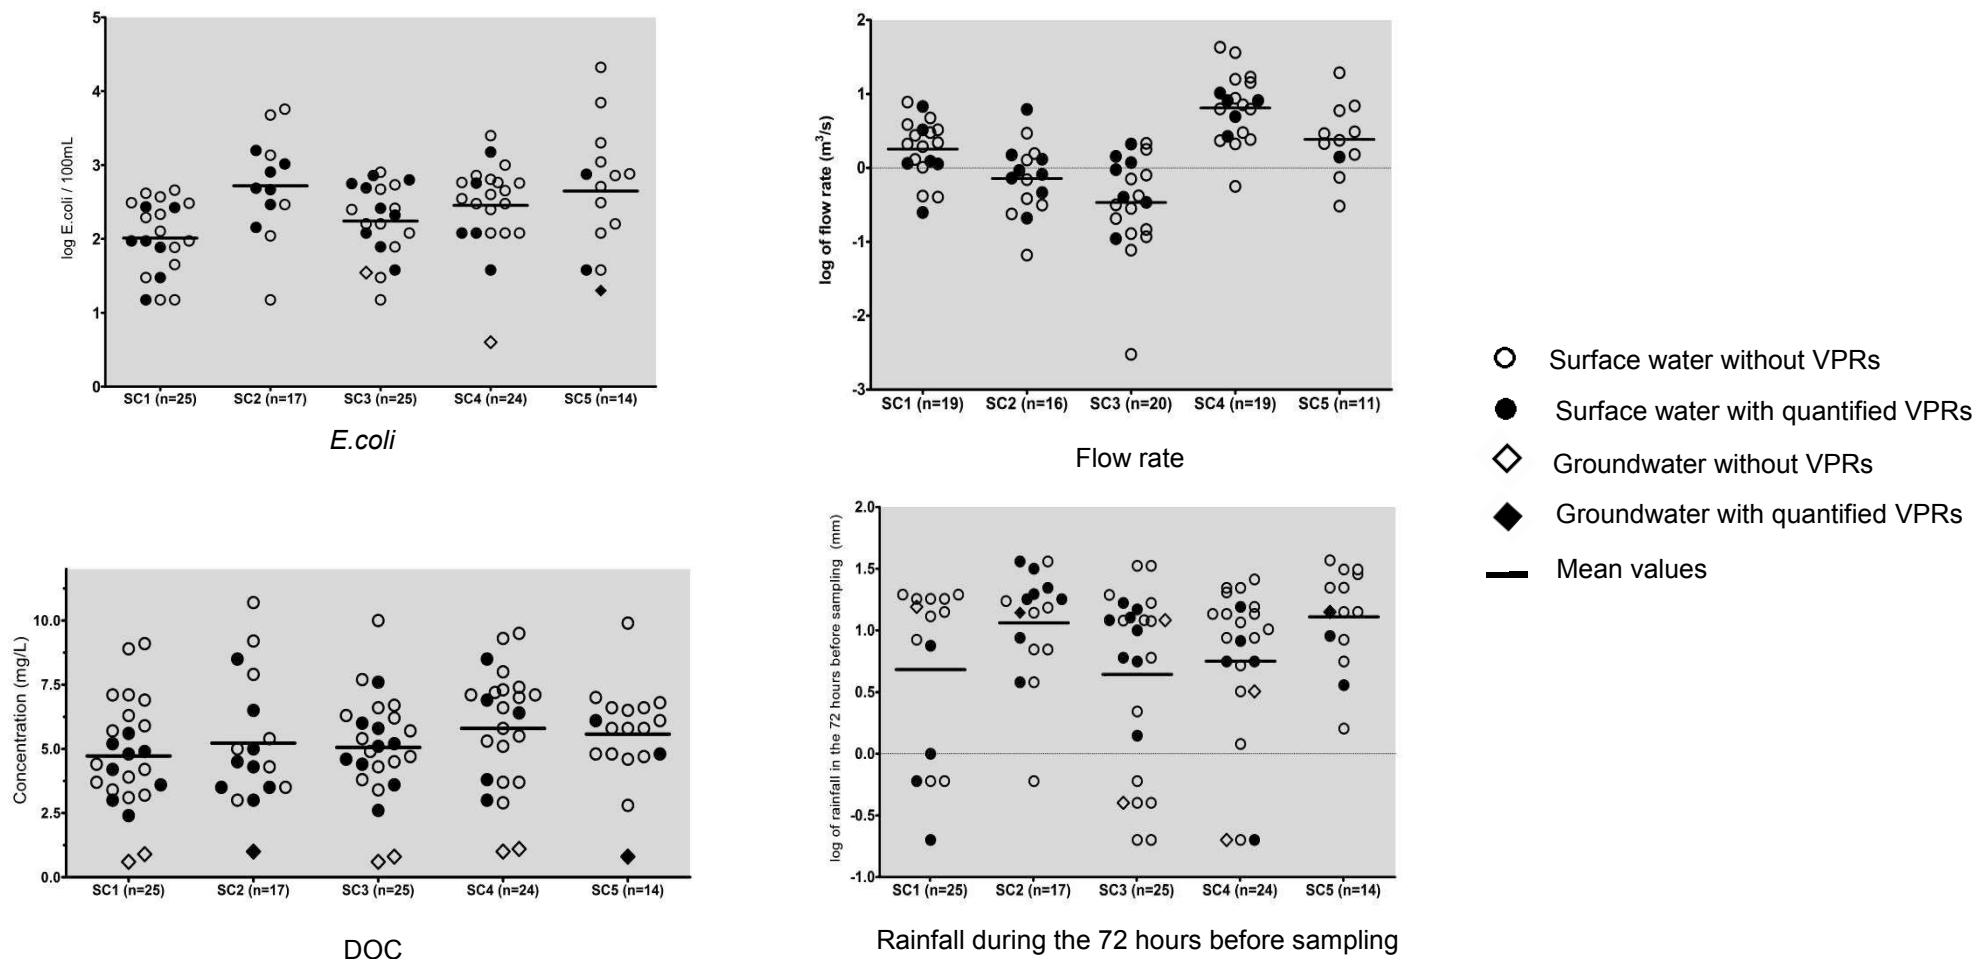 5
4
3
2
1
0
log E.coli / 100mL
SC1 (n=25) SC2 (n=17) SC3 (n=25) SC4 (n=24) SC5 (n=14)
E.coli
2
1
0
-1
-2
-3
log of flow rate (m³/s)
SC1 (n=19) SC2 (n=16) SC3 (n=20) SC4 (n=19) SC5 (n=11)
Flow rate
10.0
7.5
5.0
2.5
0.0
Concentration (mg/L)
SC1 (n=25) SC2 (n=17) SC3 (n=25) SC4 (n=24) SC5 (n=14)
DOC
2.0
1.5
1.0
0.5
0.0
-0.5
-1.0
log of rainfall in the 72 hours before sampling (mm)
SC1 (n=25) SC2 (n=17) SC3 (n=25) SC4 (n=24) SC5 (n=14)
Rainfall during the 72 hours before sampling
Surface water without VPRs
Surface water with quantified VPRs
Groundwater without VPRs
Groundwater with quantified VPRs
Mean values